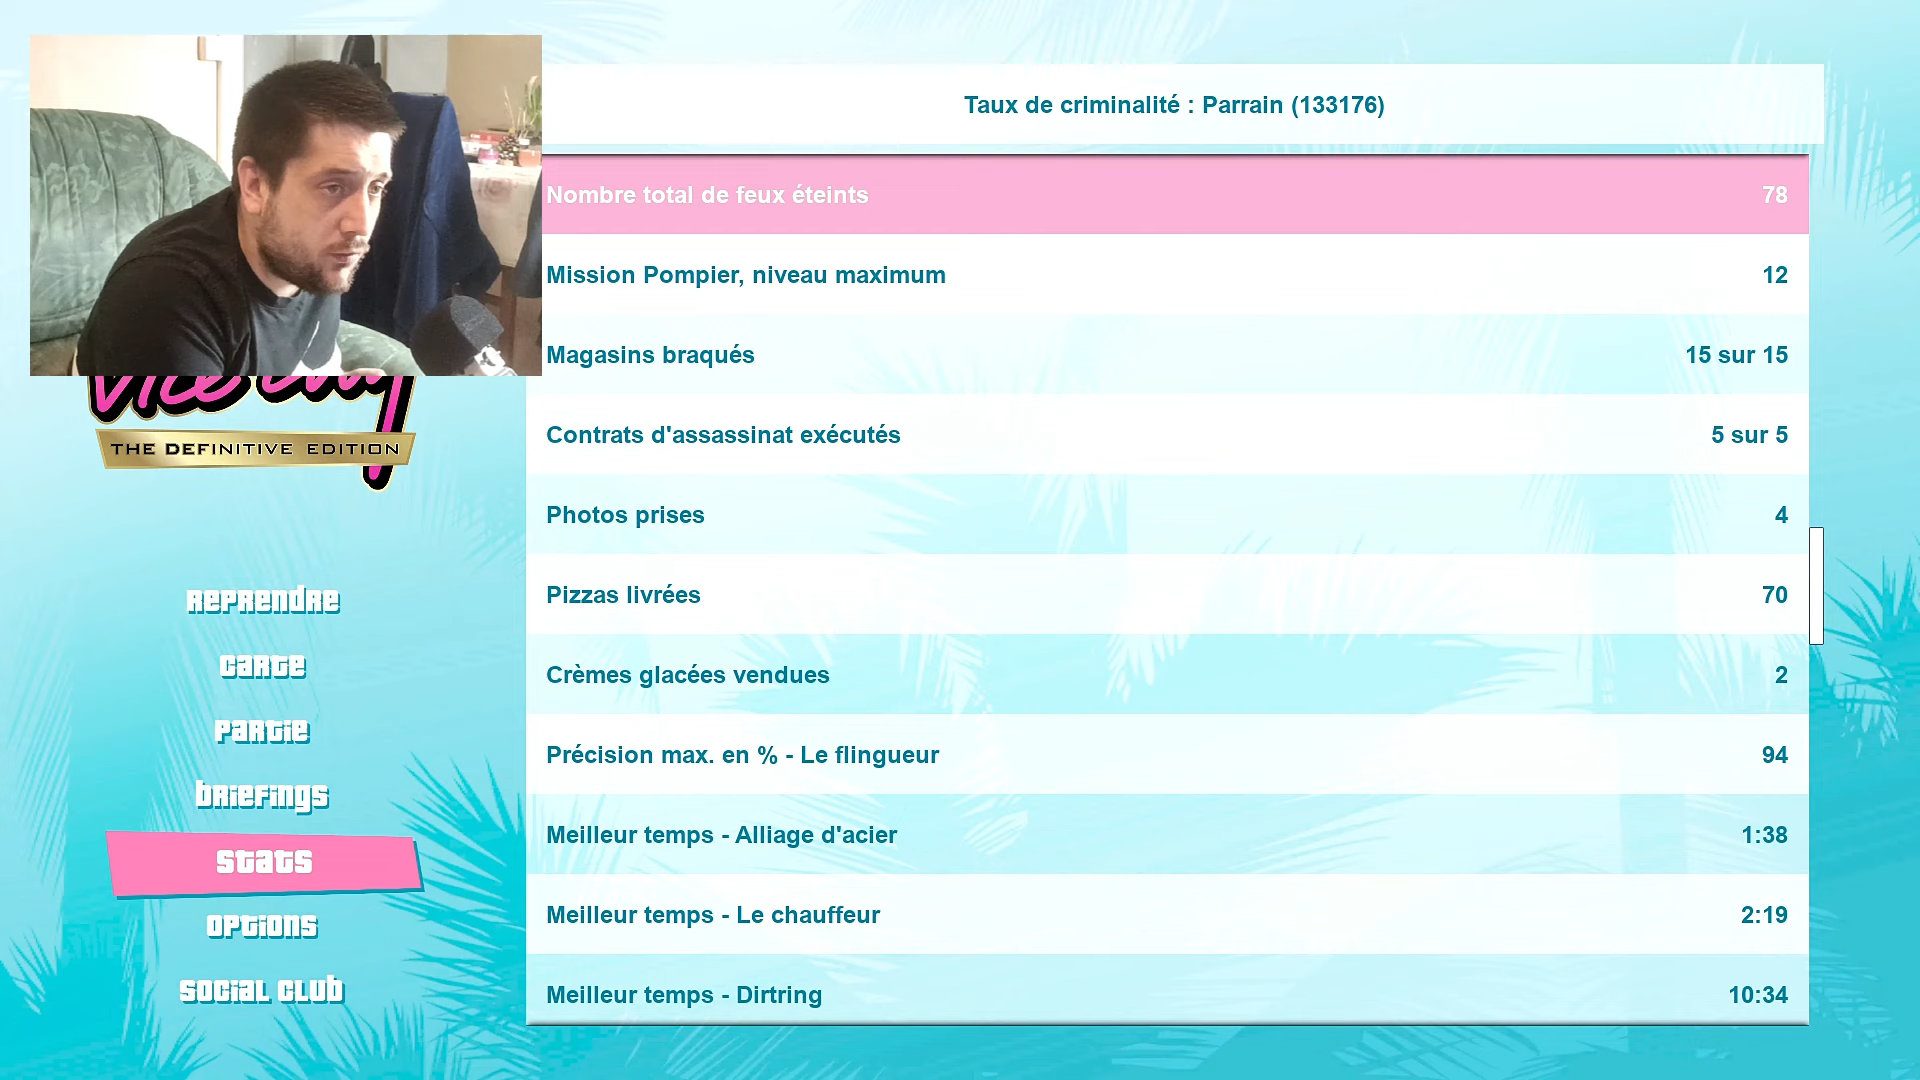 Taux de criminalité : Parrain (133176)
Nombre total de feux éteints 78
Mission Pompier, niveau maximum 12
Magasins braqués 15 sur 15
Contrats d'assassinat exécutés 5 sur 5
Photos prises 4
Pizzas livrées 70
Crèmes glacées vendues 2
Précision max. en % - Le flingueur 94
Meilleur temps - Alliage d'acier 1:38
Meilleur temps - Le chauffeur 2:19
Meilleur temps - Dirtring 10:34
Vice City
THE DEFINITIVE EDITION
Reprendre
Carte
Partie
Briefings
Stats
Options
Social Club